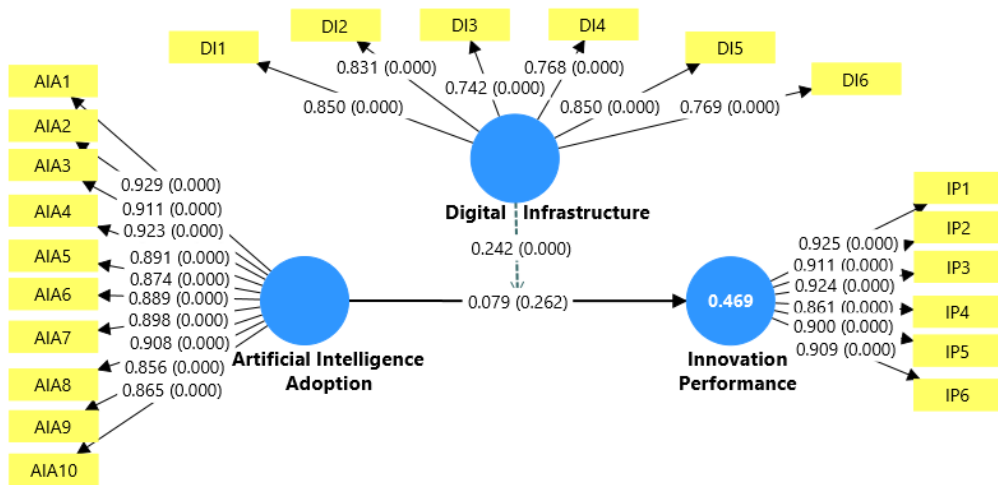 DI1
DI2
DI3
DI4
DI5
DI6
0.850 (0.000)
0.831 (0.000)
0.742 (0.000)
0.768 (0.000)
0.850 (0.000)
0.769 (0.000)
Digital Infrastructure
0.242 (0.000)
AIA1
AIA2
AIA3
AIA4
AIA5
AIA6
AIA7
AIA8
AIA9
AIA10
0.929 (0.000)
0.911 (0.000)
0.923 (0.000)
0.891 (0.000)
0.874 (0.000)
0.889 (0.000)
0.898 (0.000)
0.908 (0.000)
0.856 (0.000)
0.865 (0.000)
Artificial Intelligence
Adoption
0.079 (0.262)
0.469
Innovation
Performance
0.925 (0.000)
0.911 (0.000)
0.924 (0.000)
0.861 (0.000)
0.900 (0.000)
0.909 (0.000)
IP1
IP2
IP3
IP4
IP5
IP6